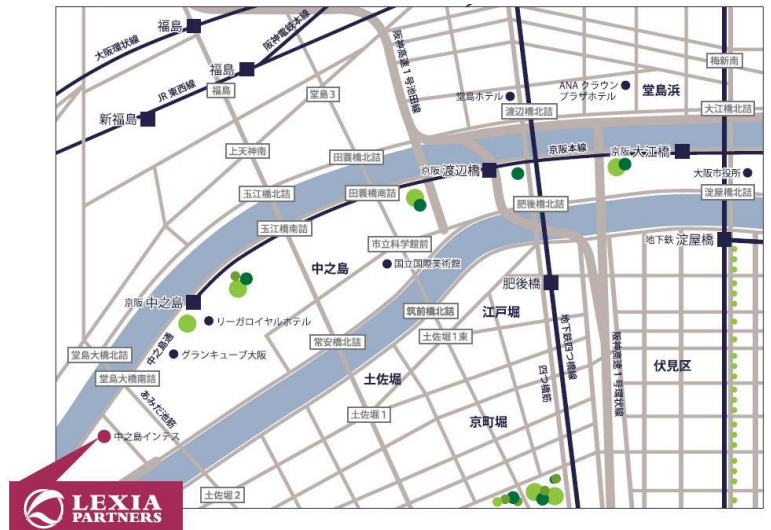 福島
大阪環状線
阪神電鉄本線
福島
JR 東西線
福島
新福島
堂島3
阪神高速1号池田線
堂島ホテル
ANA クラウン
プラザホテル
堂島浜
梅新南
渡辺橋北詰
大江橋北詰
上天神南
田蓑橋北詰
京阪 渡辺橋
京阪本線
京阪 大江橋
大阪市役所
玉江橋北詰
田蓑橋南詰
肥後橋北詰
淀屋橋北詰
玉江橋南詰
市立科学館前
地下鉄 淀屋橋
中之島
国立国際美術館
肥後橋
京阪 中之島
リーガロイヤルホテル
筑前橋北詰
江戸堀
中之島通
常安橋北詰
土佐堀1東
地下鉄四つ橋線
阪神高速1号環状線
堂島大橋北詰
グランキューブ大阪
堂島大橋南詰
土佐堀
四つ橋筋
伏見区
あみだ池筋
土佐堀1
京町堀
中之島インテス
土佐堀2
LEXIA
PARTNERS